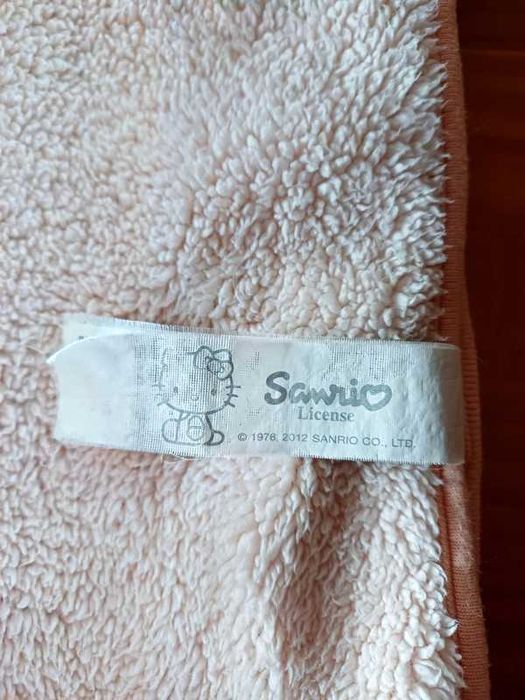 Sanrio
License
© 1976, 2012 SANRIO CO., LTD.